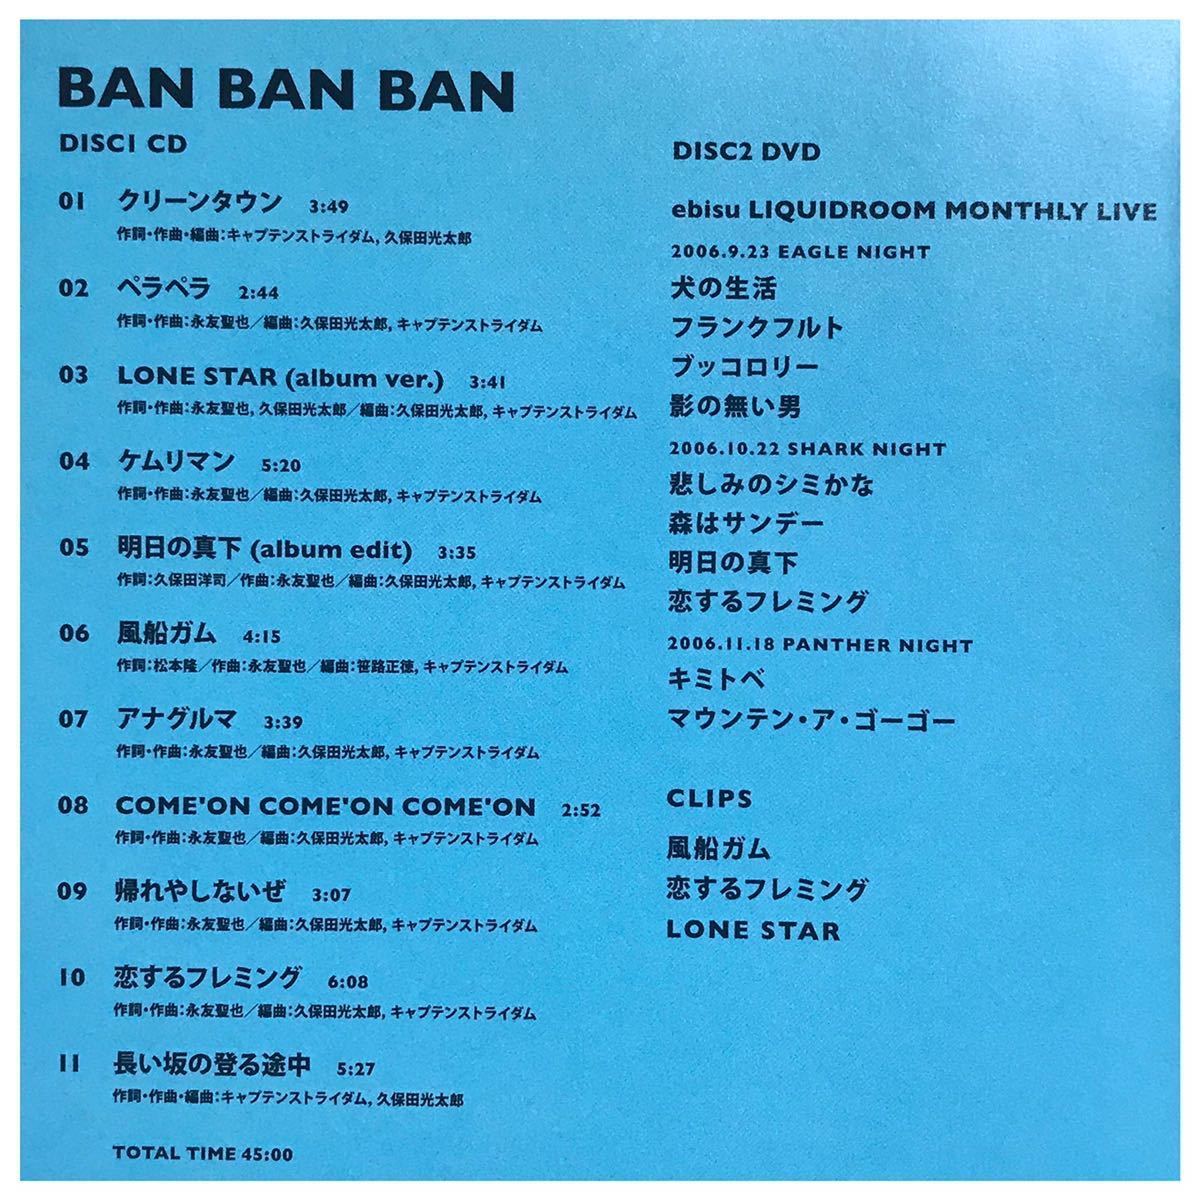 BAN BAN BAN
DISC1 CD
01 クリーンタウン 3:49
作詞・作曲・編曲：キャプテンストライダム, 久保田光太郎
02 ペラペラ 2:44
作詞・作曲：永友聖也／編曲：久保田光太郎, キャプテンストライダム
03 LONE STAR (album ver.) 3:41
作詞・作曲：永友聖也, 久保田光太郎／編曲：久保田光太郎, キャプテンストライダム
04 ケムリマン 5:20
作詞・作曲：永友聖也／編曲：久保田光太郎, キャプテンストライダム
05 明日の真下 (album edit) 3:35
作詞：久保田洋司／作曲：永友聖也／編曲：久保田光太郎, キャプテンストライダム
06 風船ガム 4:15
作詞：松本隆／作曲：永友聖也／編曲：笹路正徳, キャプテンストライダム
07 アナグルマ 3:39
作詞・作曲：永友聖也／編曲：久保田光太郎, キャプテンストライダム
08 COME'ON COME'ON COME'ON 2:52
作詞・作曲：永友聖也／編曲：久保田光太郎, キャプテンストライダム
09 帰れやしないぜ 3:07
作詞・作曲：永友聖也／編曲：久保田光太郎, キャプテンストライダム
10 恋するフレミング 6:08
作詞・作曲：永友聖也／編曲：久保田光太郎, キャプテンストライダム
11 長い坂の登る途中 5:27
作詞・作曲・編曲：キャプテンストライダム, 久保田光太郎
TOTAL TIME 45:00
DISC2 DVD
ebisu LIQUIDROOM MONTHLY LIVE
2006.9.23 EAGLE NIGHT
犬の生活
フランクフルト
ブッコロリー
影の無い男
2006.10.22 SHARK NIGHT
悲しみのシミかな
森はサンデー
明日の真下
恋するフレミング
2006.11.18 PANTHER NIGHT
キミトベ
マウンテン・ア・ゴーゴー
CLIPS
風船ガム
恋するフレミング
LONE STAR